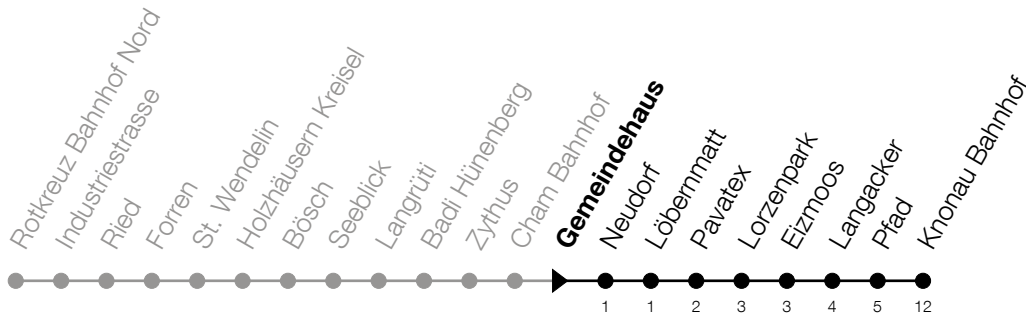 Rotkreuz Bahnhof Nord
Industriestrasse
Ried
Forren
St. Wendelin
Holzhäusern Kreisel
Bösch
Seeblick
Langrüti
Badi Hünenberg
Zythus
Cham Bahnhof
Gemeindehaus
Neudorf
Löbernmatt
Pavatex
Lorzenpark
Eizmoos
Langacker
Pfad
Knonau Bahnhof
1 1 2 3 3 4 5 12